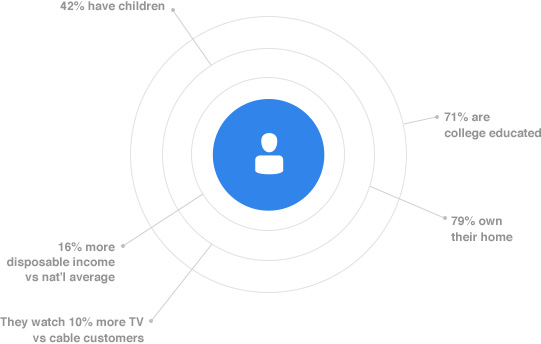 42% have children
71% are
college educated
79% own
their home
16% more
disposable income
vs nat'l average
They watch 10% more TV
vs cable customers